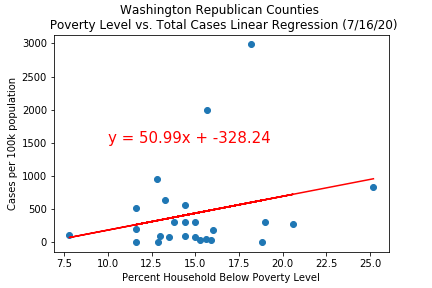 Washington Republican Counties
Poverty Level vs. Total Cases Linear Regression (7/16/20)
3000
2500
2000
1500
1000
500
0
Cases per 100k population
y = 50.99x + -328.24
7.5 10.0 12.5 15.0 17.5 20.0 22.5 25.0
Percent Household Below Poverty Level